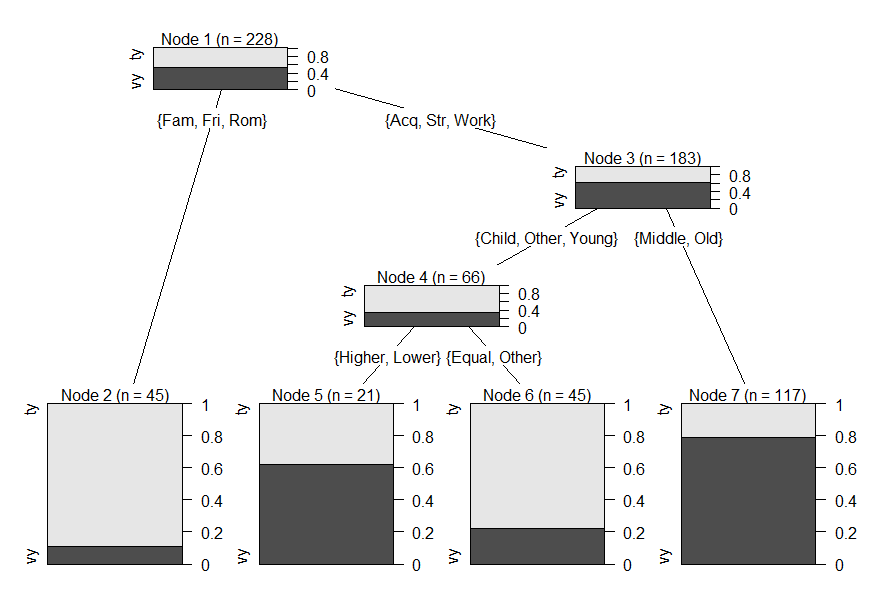 Node 1 (n = 228)
ty
vy
0.8
0.4
0
{Fam, Fri, Rom}
{Acq, Str, Work}
Node 3 (n = 183)
ty
vy
0.8
0.4
0
{Child, Other, Young}
{Middle, Old}
Node 4 (n = 66)
ty
vy
0.8
0.4
0
{Higher, Lower}
{Equal, Other}
Node 2 (n = 45)
ty
vy
1
0.8
0.6
0.4
0.2
0
Node 5 (n = 21)
ty
vy
1
0.8
0.6
0.4
0.2
0
Node 6 (n = 45)
ty
vy
1
0.8
0.6
0.4
0.2
0
Node 7 (n = 117)
ty
vy
1
0.8
0.6
0.4
0.2
0